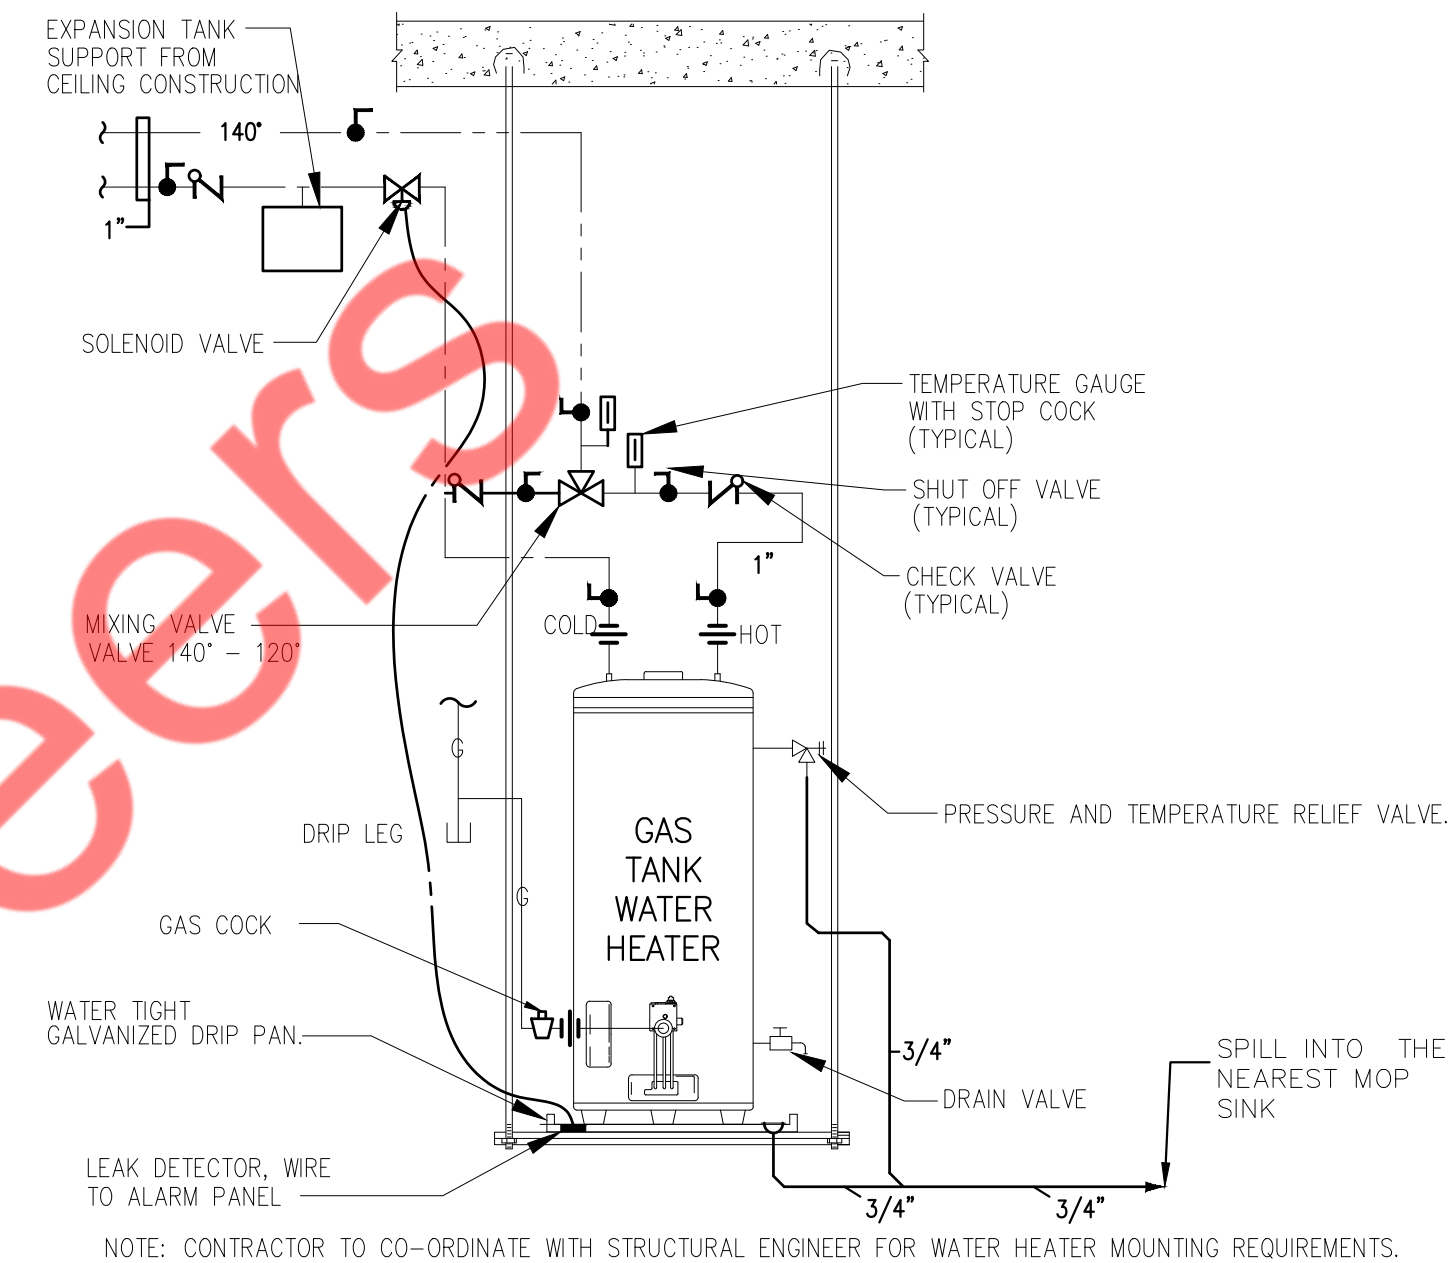 EXPANSION TANK
SUPPORT FROM
CEILING CONSTRUCTION
140°
1"
SOLENOID VALVE
TEMPERATURE GAUGE
WITH STOP COCK
(TYPICAL)
SHUT OFF VALVE
(TYPICAL)
1"
CHECK VALVE
(TYPICAL)
MIXING VALVE
VALVE 140° - 120°
COLD
HOT
G
DRIP LEG
GAS
TANK
WATER
HEATER
PRESSURE AND TEMPERATURE RELIEF VALVE.
G
GAS COCK
WATER TIGHT
GALVANIZED DRIP PAN.
3/4"
SPILL INTO THE
NEAREST MOP
SINK
DRAIN VALVE
LEAK DETECTOR, WIRE
TO ALARM PANEL
3/4"
3/4"
NOTE: CONTRACTOR TO CO-ORDINATE WITH STRUCTURAL ENGINEER FOR WATER HEATER MOUNTING REQUIREMENTS.
eers